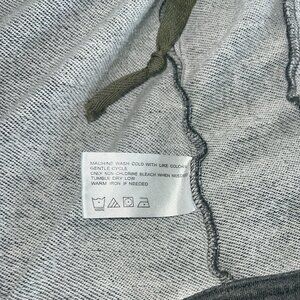 MACHINE WASH COLD WITH LIKE COLORS
GENTLE CYCLE
ONLY NON-CHLORINE BLEACH WHEN NEEDED
TUMBLE DRY LOW
WARM IRON IF NEEDED